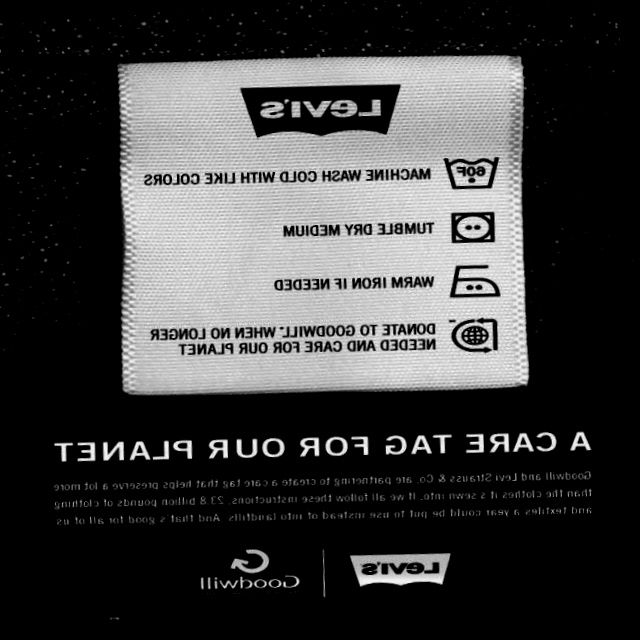 LEVI'S
60F
MACHINE WASH COLD WITH LIKE COLORS
TUMBLE DRY MEDIUM
WARM IRON IF NEEDED
DONATE TO GOODWILL™ WHEN NO LONGER
NEEDED AND CARE FOR OUR PLANET
A CARE TAG FOR OUR PLANET
Goodwill and Levi Strauss & Co. are partnering to create a care tag that helps preserve a lot more
than the clothes it's sewn into. If we all follow these instructions, 23.8 billion pounds of clothing
and textiles a year could be put to use instead of into landfills. And that's good for all of us
LEVI'S
Goodwill